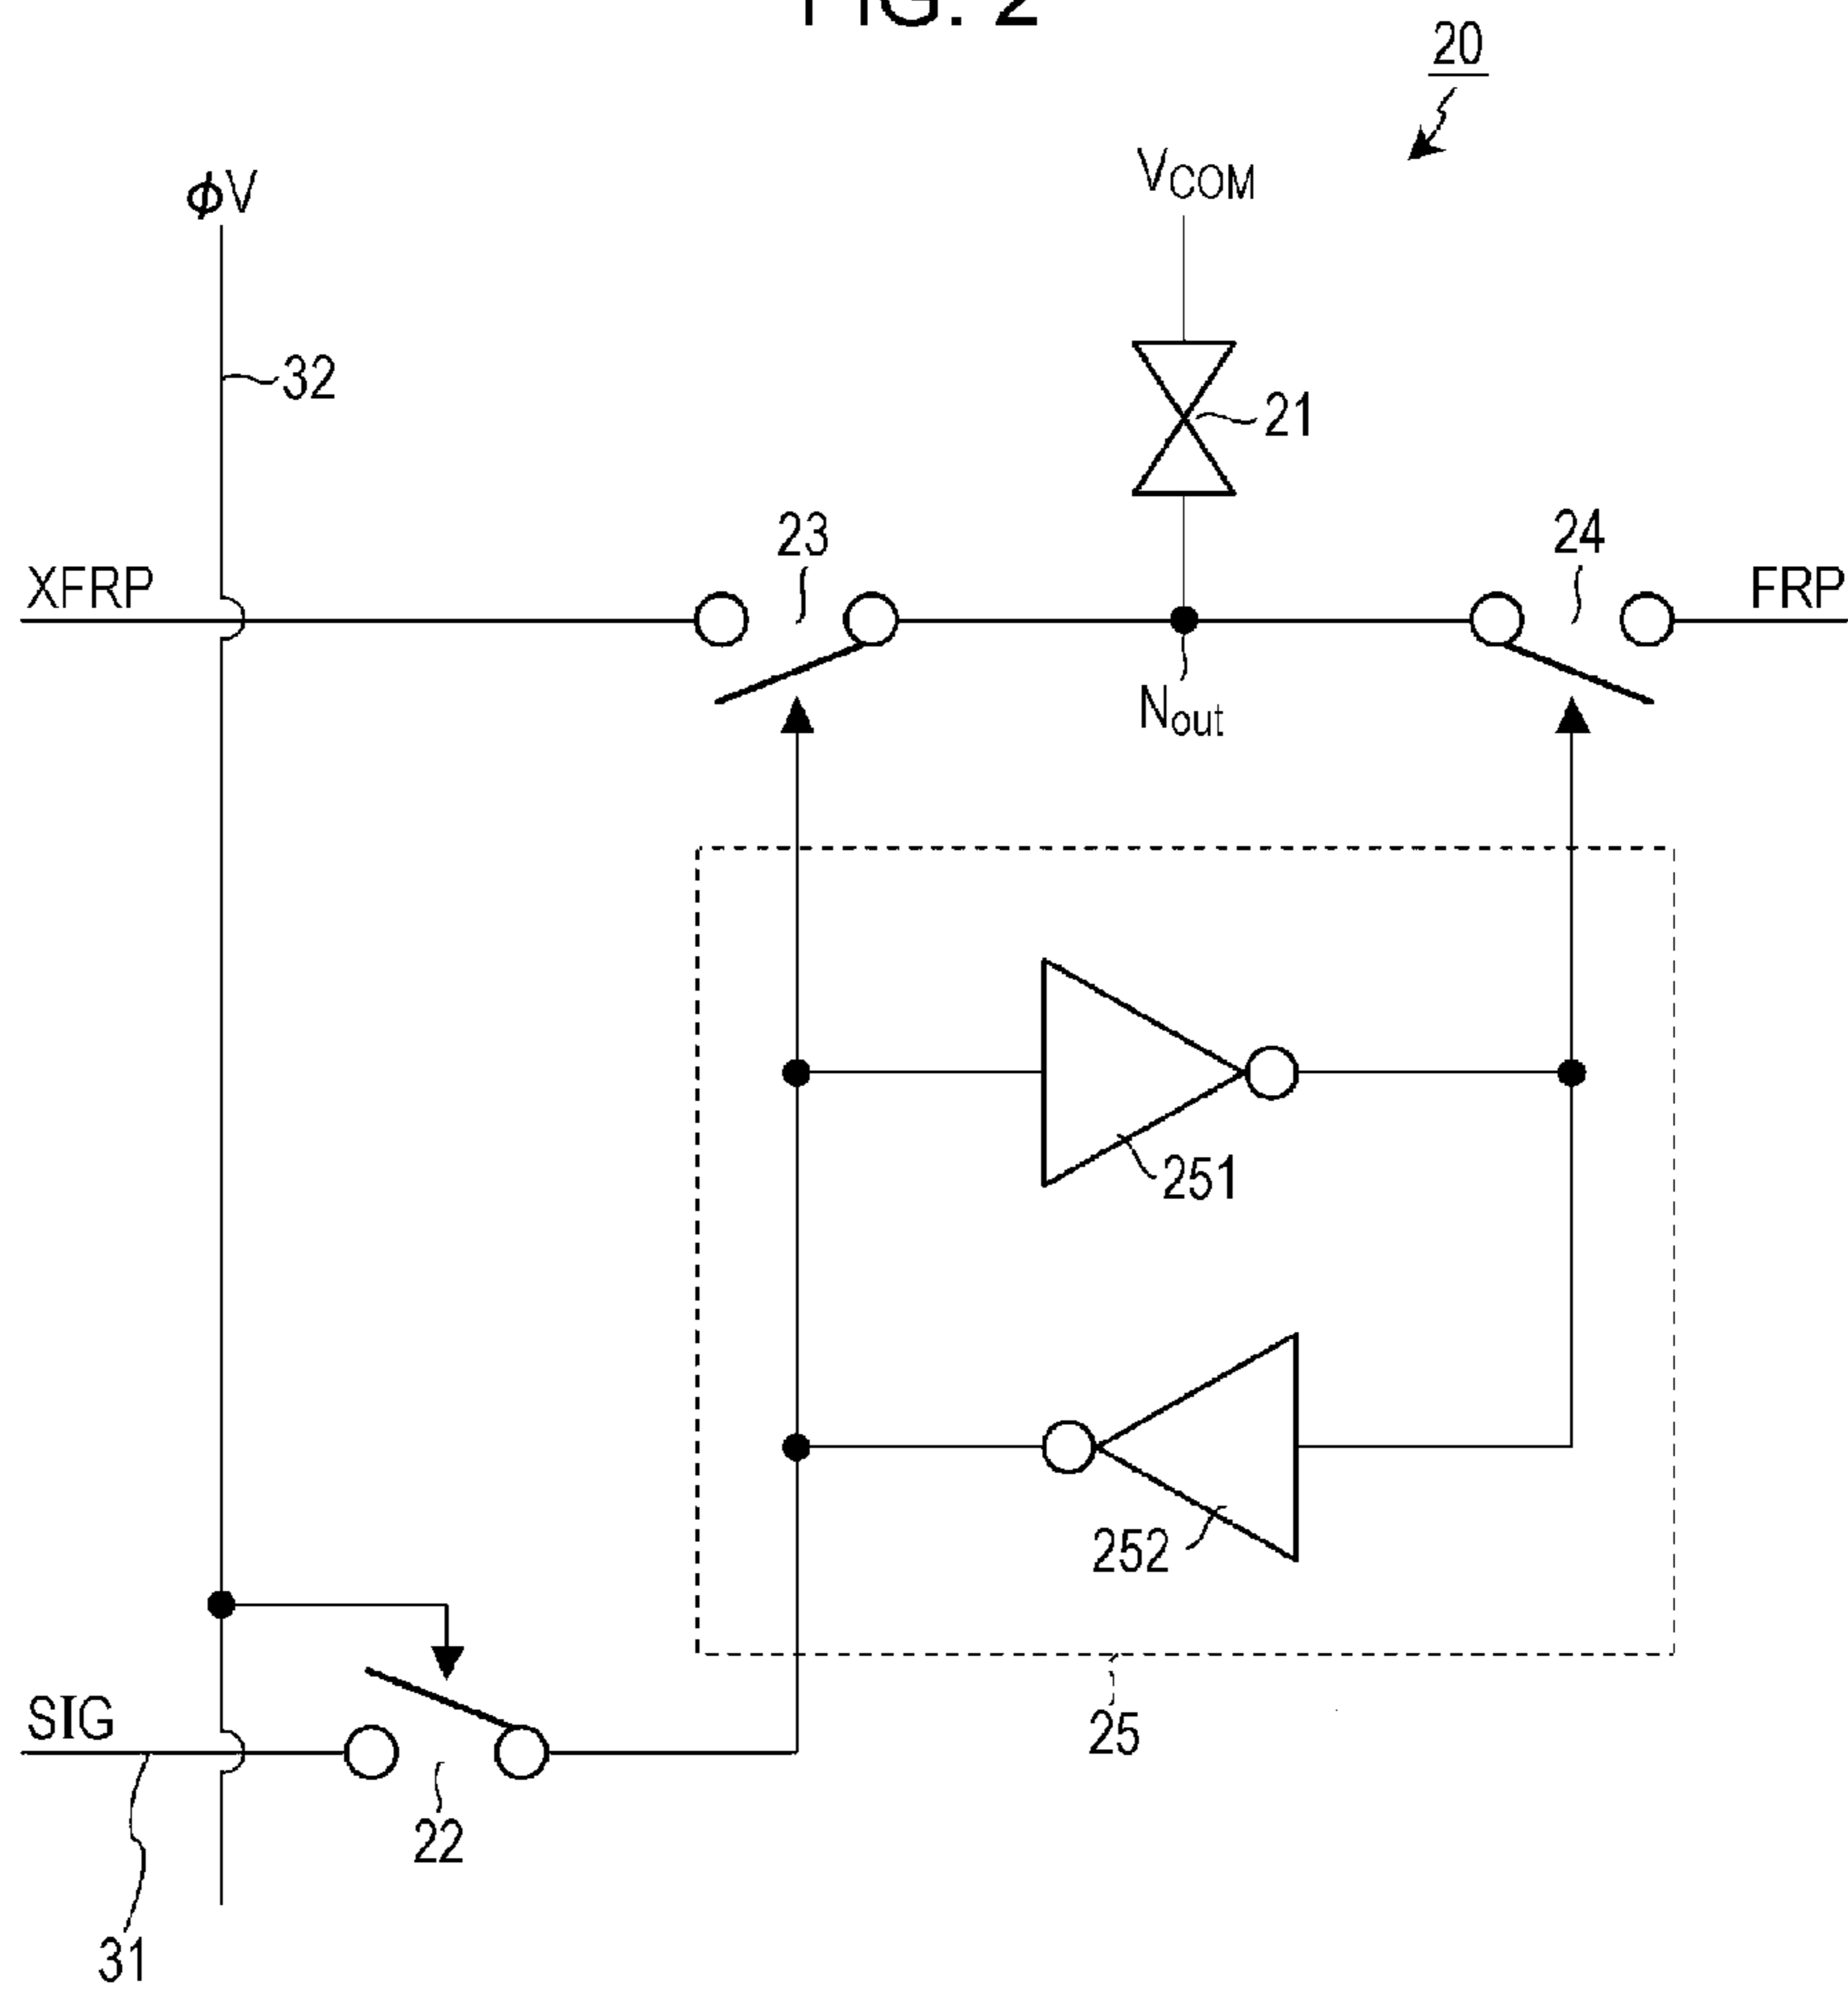 FIG. 2
20
VCOM
ϕV
32
21
23
24
XFRP
FRP
Nout
251
252
SIG
25
22
31